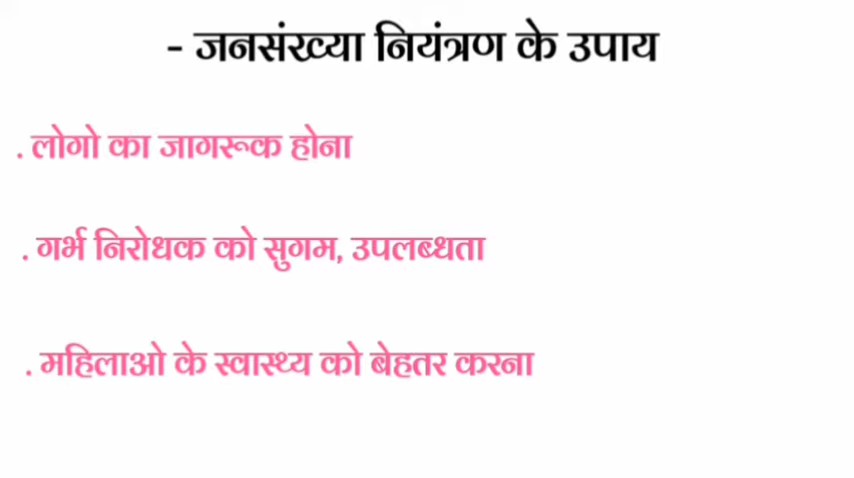 - जनसंख्या नियंत्रण के उपाय
. लोगो का जागरूक होना
. गर्भ निरोधक को सुगम, उपलब्धता
. महिलाओ के स्वास्थ्य को बेहतर करना